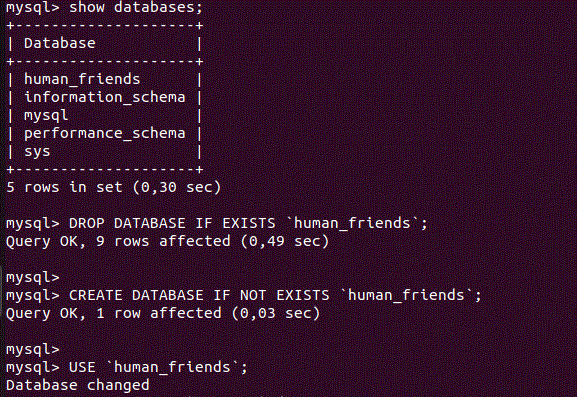 mysql> show databases;
+--------------------+
| Database           |
+--------------------+
| human_friends      |
| information_schema |
| mysql              |
| performance_schema |
| sys                |
+--------------------+
5 rows in set (0,30 sec)

mysql> DROP DATABASE IF EXISTS `human_friends`;
Query OK, 9 rows affected (0,49 sec)

mysql>
mysql> CREATE DATABASE IF NOT EXISTS `human_friends`;
Query OK, 1 row affected (0,03 sec)

mysql>
mysql> USE `human_friends`;
Database changed